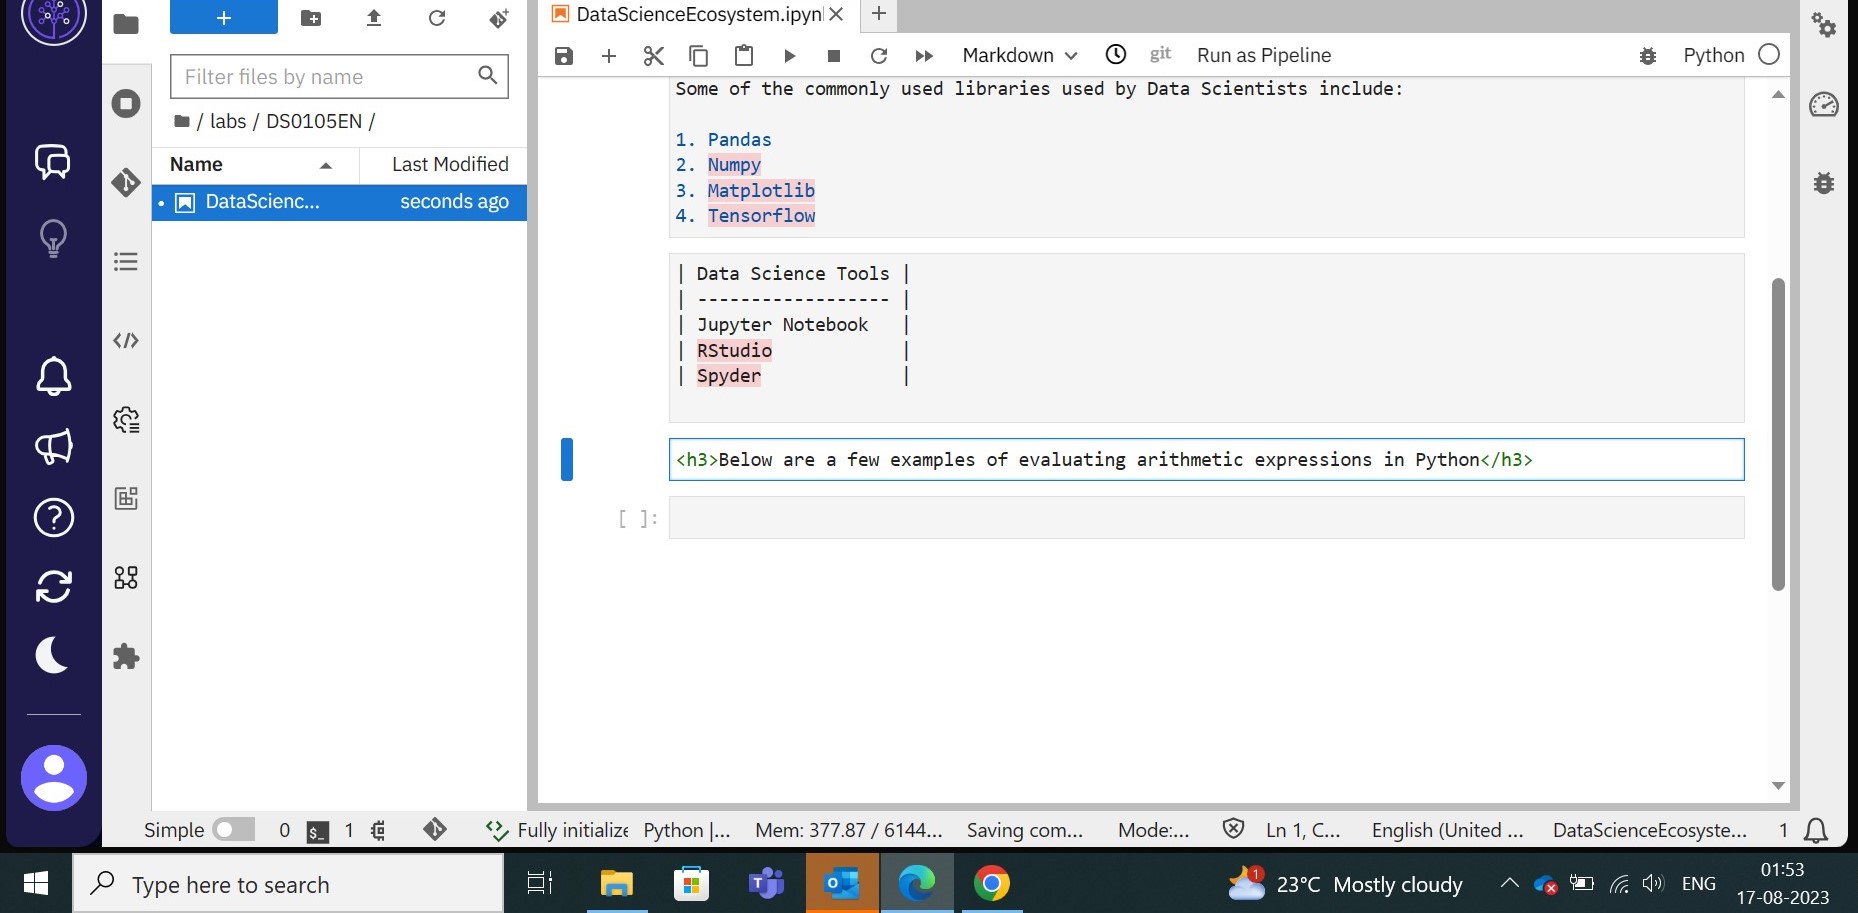 DataScienceEcosystem.ipyn
Filter files by name
/ labs / DS0105EN /
Name Last Modified
DataScienc... seconds ago
Markdown git Run as Pipeline Python
Some of the commonly used libraries used by Data Scientists include:
1. Pandas
2. Numpy
3. Matplotlib
4. Tensorflow
| Data Science Tools |
| ------------------ |
| Jupyter Notebook |
| RStudio |
| Spyder |
<h3>Below are a few examples of evaluating arithmetic expressions in Python</h3>
[ ]:
Simple 0 $_ 1 Fully initialize Python |... Mem: 377.87 / 6144... Saving com... Mode:... Ln 1, C... English (United ... DataScienceEcosyste... 1
Type here to search
1 23°C Mostly cloudy ENG 01:53
17-08-2023